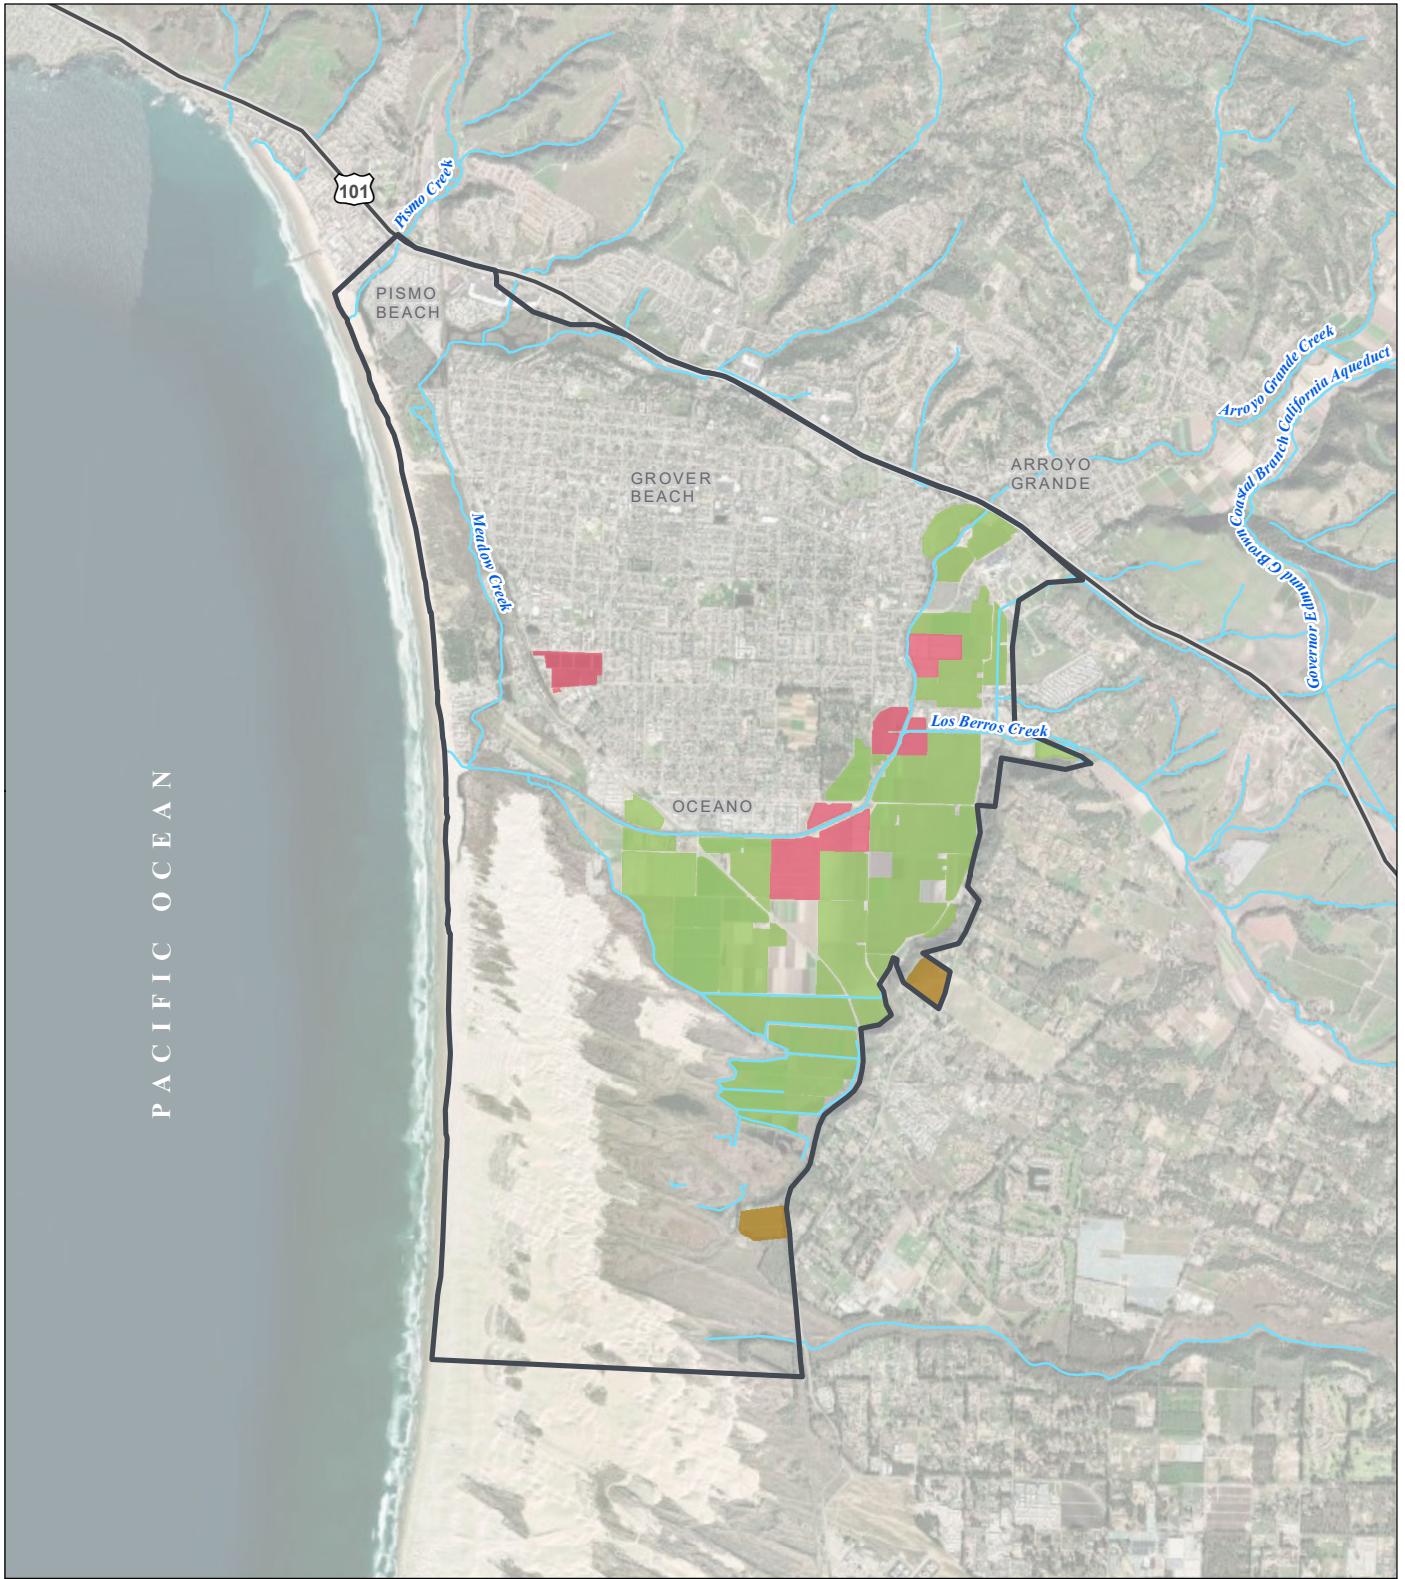 101
Pismo Creek
PISMO
BEACH
Arroyo Grande Creek
Governor Edmund G Brown Coastal Branch California Aqueduct
ARROYO
GRANDE
GROVER
BEACH
Meadow Creek
Los Berros Creek
OCEANO
PACIFIC OCEAN